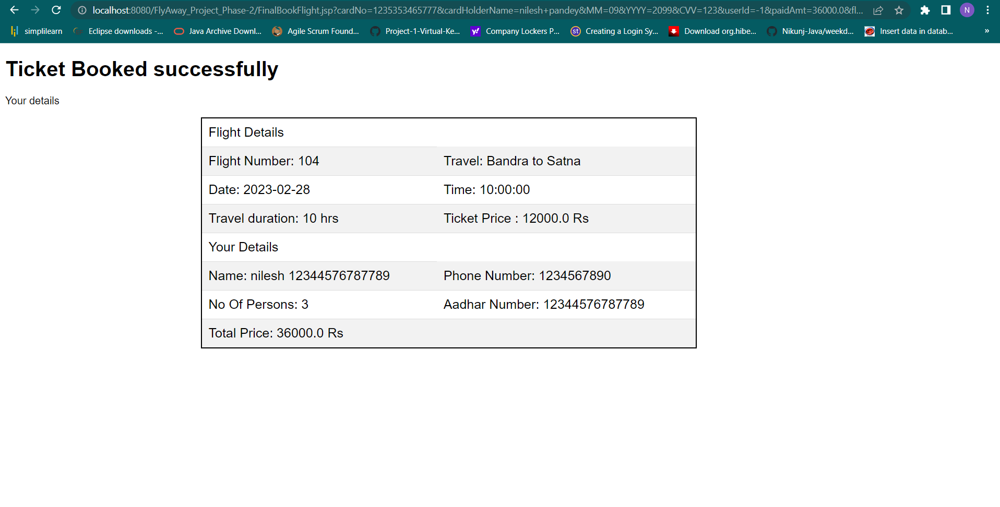 localhost:8080/FlyAway_Project_Phase-2/FinalBookFlight.jsp?cardNo=1235353465777&cardHolderName=nilesh+pandey&MM=09&YYYY=2099&CVV=123&userId=-1&paidAmt=36000.0&fl...
N
simplilearn Eclipse downloads -... Java Archive Downl... Agile Scrum Found... Project-1-Virtual-Ke... y! Company Lockers P... st Creating a Login Sy... Download org.hibe... Nikunj-Java/weekd... Insert data in datab... »
Ticket Booked successfully
Your details
Flight Details
Flight Number: 104 Travel: Bandra to Satna
Date: 2023-02-28 Time: 10:00:00
Travel duration: 10 hrs Ticket Price : 12000.0 Rs
Your Details
Name: nilesh 12344576787789 Phone Number: 1234567890
No Of Persons: 3 Aadhar Number: 12344576787789
Total Price: 36000.0 Rs